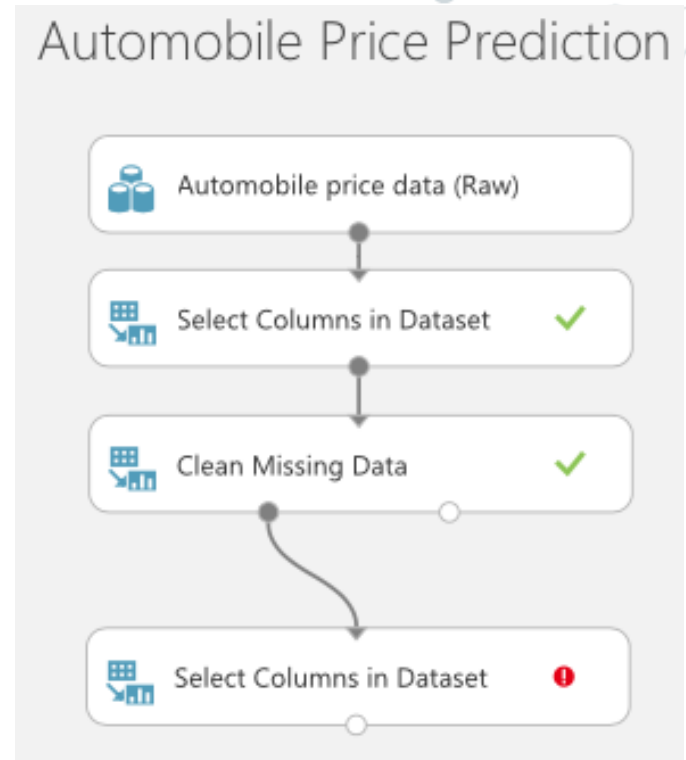 Automobile Price Prediction
Automobile price data (Raw)
Select Columns in Dataset
Clean Missing Data
Select Columns in Dataset